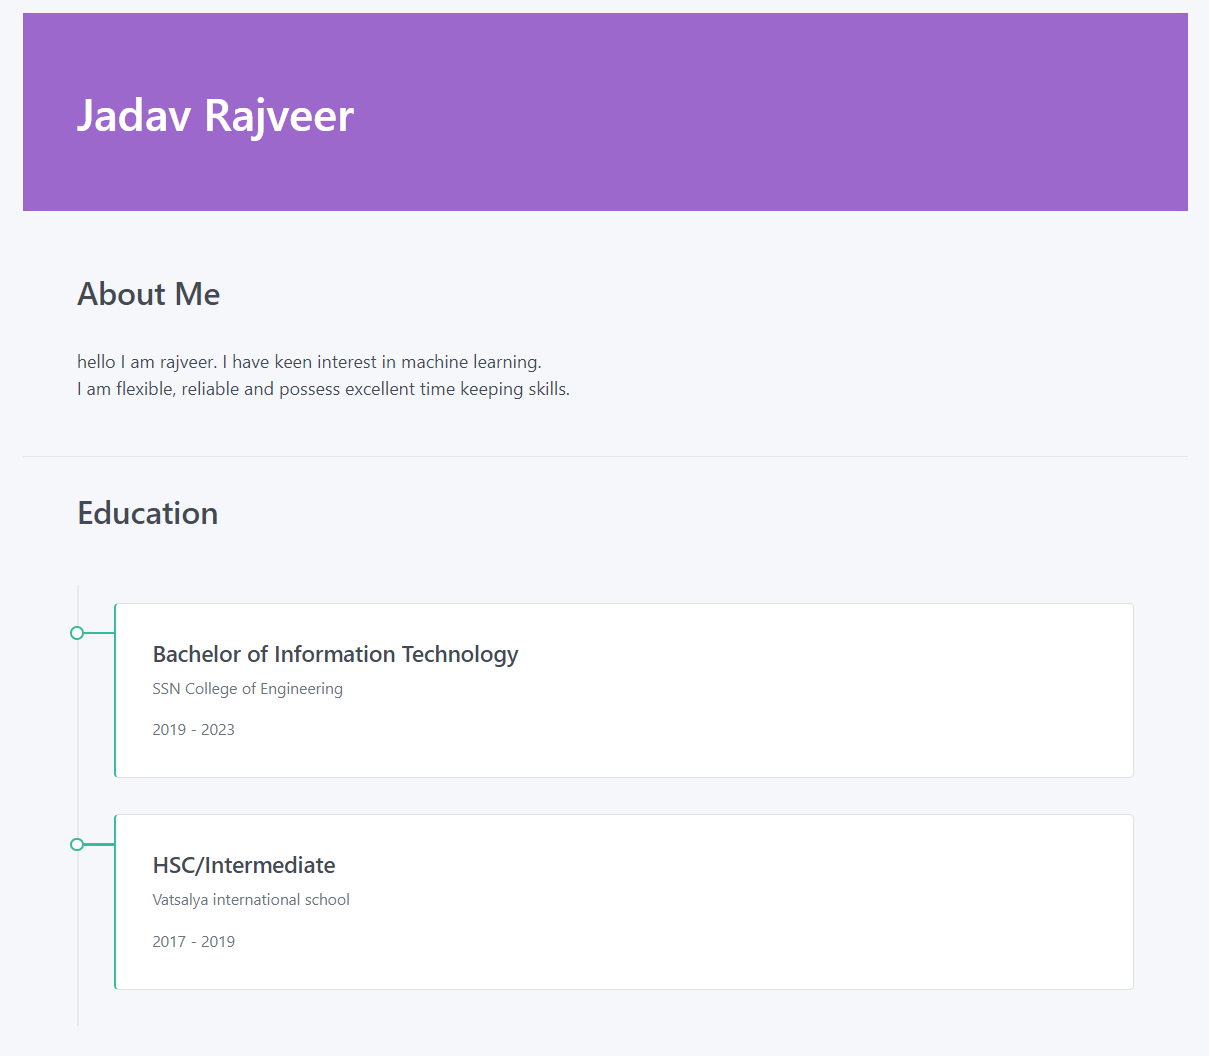 Jadav Rajveer
About Me
hello I am rajveer. I have keen interest in machine learning.
I am flexible, reliable and possess excellent time keeping skills.
Education
Bachelor of Information Technology
SSN College of Engineering
2019 - 2023
HSC/Intermediate
Vatsalya international school
2017 - 2019